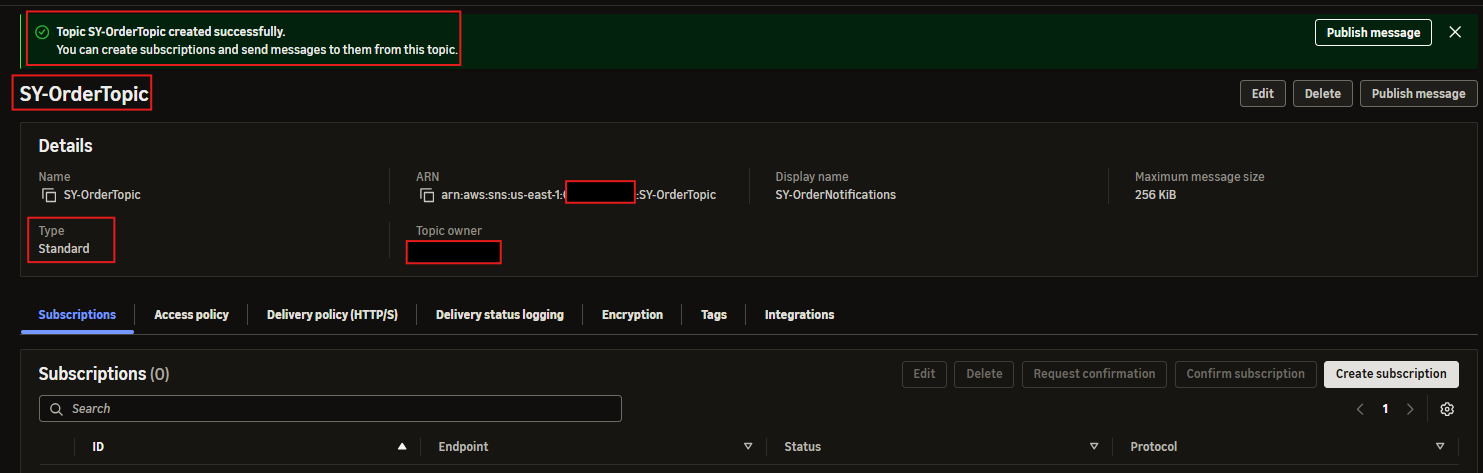 Topic SY-OrderTopic created successfully.
You can create subscriptions and send messages to them from this topic.
Publish message
SY-OrderTopic
Edit
Delete
Publish message
Details
Name
SY-OrderTopic
ARN
arn:aws:sns:us-east-1: :SY-OrderTopic
Display name
SY-OrderNotifications
Maximum message size
256 KiB
Type
Standard
Topic owner
Subscriptions
Access policy
Delivery policy (HTTP/S)
Delivery status logging
Encryption
Tags
Integrations
Subscriptions (0)
Edit
Delete
Request confirmation
Confirm subscription
Create subscription
Search
1
ID
Endpoint
Status
Protocol